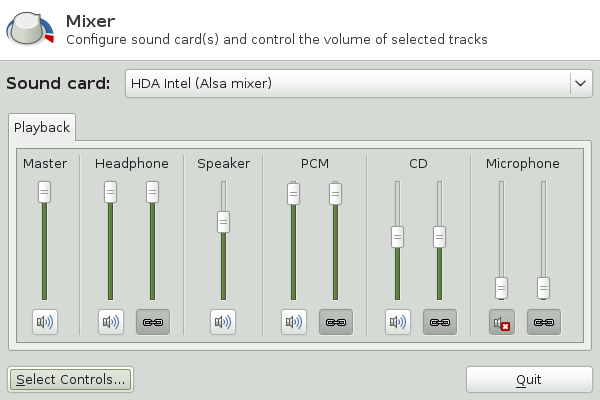 Mixer
Configure sound card(s) and control the volume of selected tracks
Sound card: HDA Intel (Alsa mixer)
Playback
Master Headphone Speaker PCM CD Microphone
Select Controls... Quit